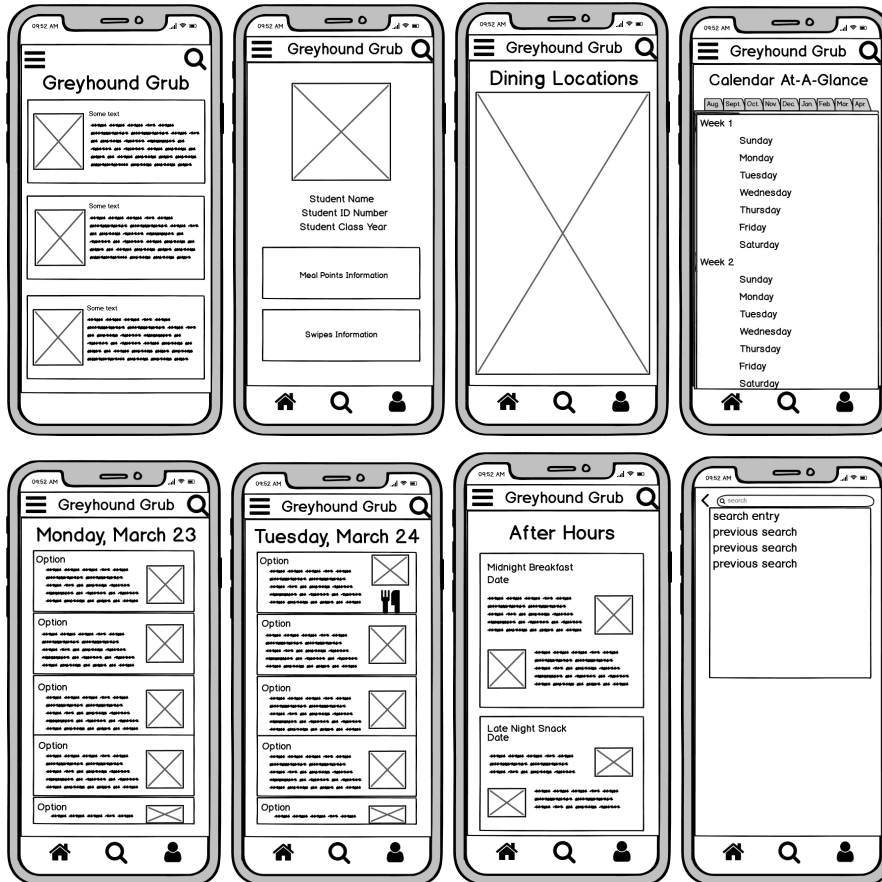 09:52 AM
Greyhound Grub
Some text
Some text
Some text
09:52 AM
Greyhound Grub
Student Name
Student ID Number
Student Class Year
Meal Points Information
Swipes Information
09:52 AM
Greyhound Grub
Dining Locations
09:52 AM
Greyhound Grub
Calendar At-A-Glance
Aug. Sept. Oct. Nov. Dec. Jan. Feb. Mar. Apr.
Week 1
Sunday
Monday
Tuesday
Wednesday
Thursday
Friday
Saturday
Week 2
Sunday
Monday
Tuesday
Wednesday
Thursday
Friday
Saturday
09:52 AM
Greyhound Grub
Monday, March 23
Option
Option
Option
Option
Option
09:52 AM
Greyhound Grub
Tuesday, March 24
Option
Option
Option
Option
Option
09:52 AM
Greyhound Grub
After Hours
Midnight Breakfast
Date
Late Night Snack
Date
09:52 AM
search
search entry
previous search
previous search
previous search